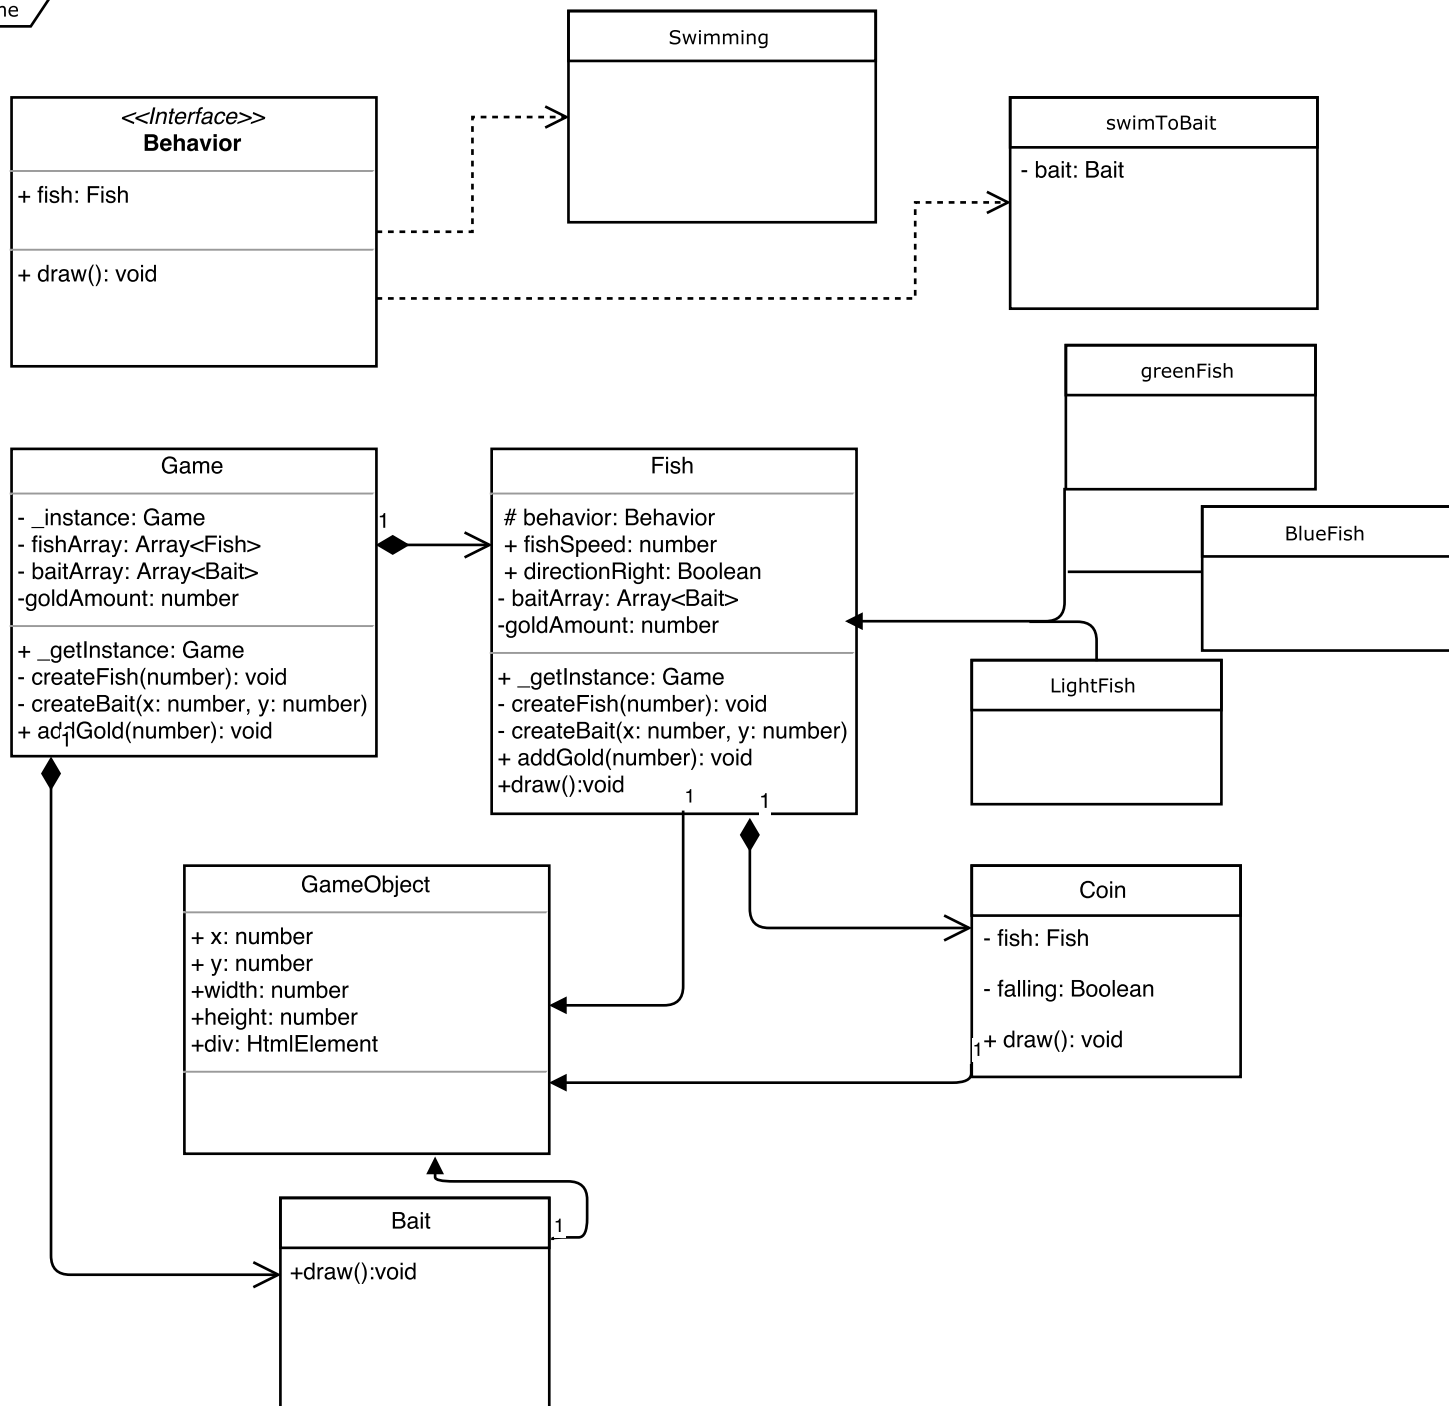 Swimming
<<Interface>>
Behavior
+ fish: Fish
+ draw(): void
swimToBait
- bait: Bait
greenFish
BlueFish
LightFish
Game
- _instance: Game
- fishArray: Array<Fish>
- baitArray: Array<Bait>
-goldAmount: number
+ _getInstance: Game
- createFish(number): void
- createBait(x: number, y: number)
+ addGold(number): void
1
1
Fish
# behavior: Behavior
+ fishSpeed: number
+ directionRight: Boolean
- baitArray: Array<Bait>
-goldAmount: number
+ _getInstance: Game
- createFish(number): void
- createBait(x: number, y: number)
+ addGold(number): void
+draw():void
1
1
GameObject
+ x: number
+ y: number
+width: number
+height: number
+div: HtmlElement
Coin
- fish: Fish
- falling: Boolean
+ draw(): void
1
Bait
1
+draw():void